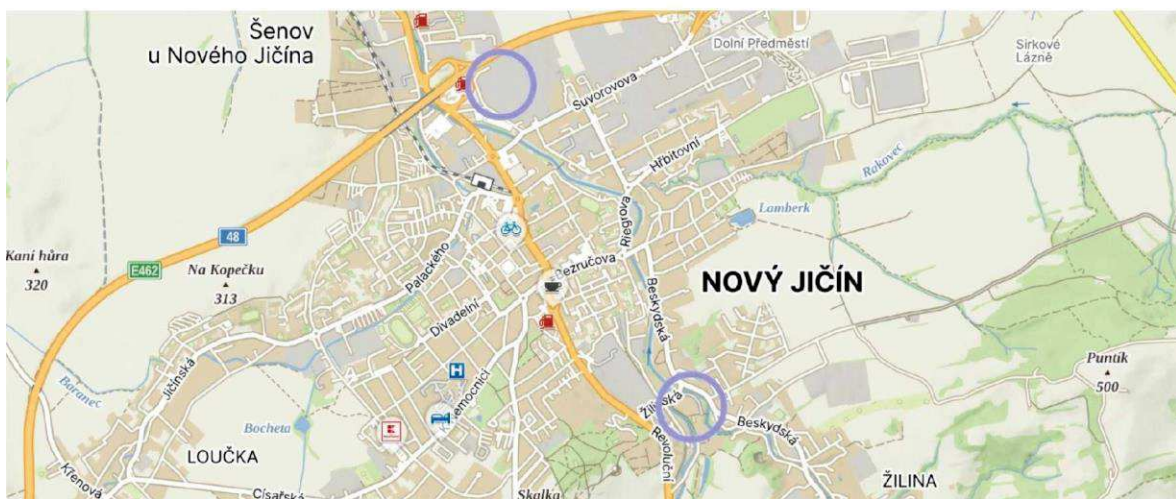 Šenov
u Nového Jičína
Dolní Předměstí
Sirkové
Lázně
Suvorovova
Hřbitovní
Rakovec
Lamberk
Riegrova
48
Kaní hůra
320
E462
Na Kopečku
313
Palackého
Bezručova
NOVÝ JIČÍN
Divadelní
Beskydská
Puntík
500
Jičínská
Baranec
H
Nemocnici
Žilinská
Beskydská
Bocheta
Revoluční
LOUČKA
Křenová
Císařská
Skalka
ŽILINA